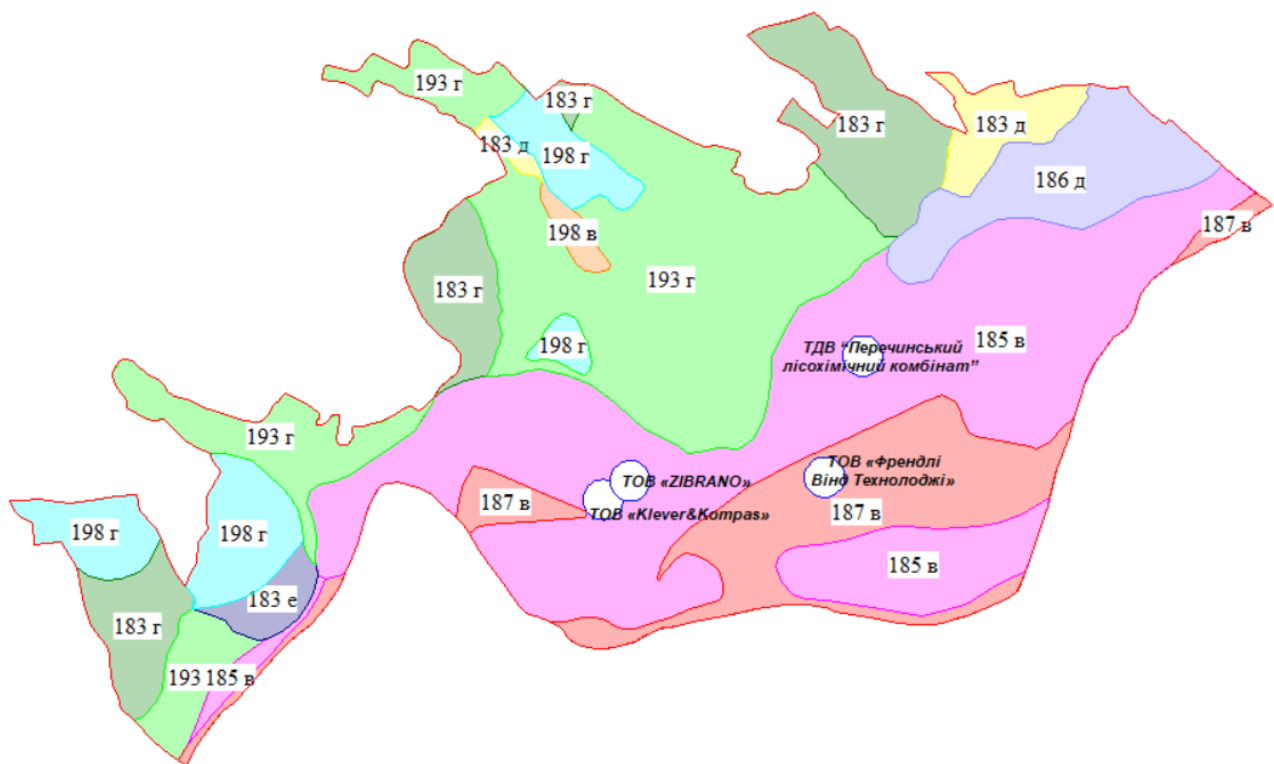 193 г
183 г
183 г
183 д
183 д
198 г
186 д
198 в
187 в
183 г
193 г
198 г
185 в
ТДВ “Перечинський
лісохімічний комбінат”
193 г
ТОВ «ZIBRANO»
ТОВ «Френдлі
Вінд Технолоджі»
187 в
ТОВ «Klever&Kompas»
187 в
198 г
198 г
185 в
183 е
183 г
193
185 в